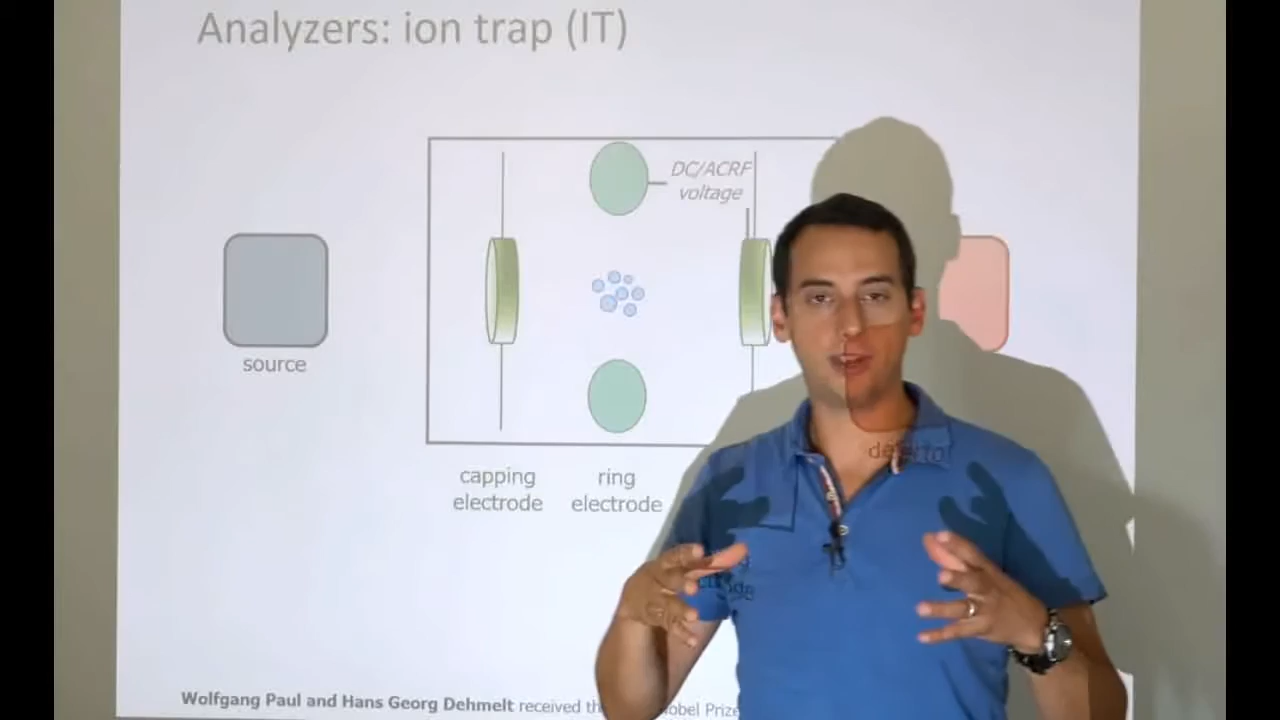 Analyzers: ion trap (IT)
DC/ACRF
voltage
source
capping
electrode
ring
electrode
Wolfgang Paul and Hans Georg Dehmelt received the Nobel Prize